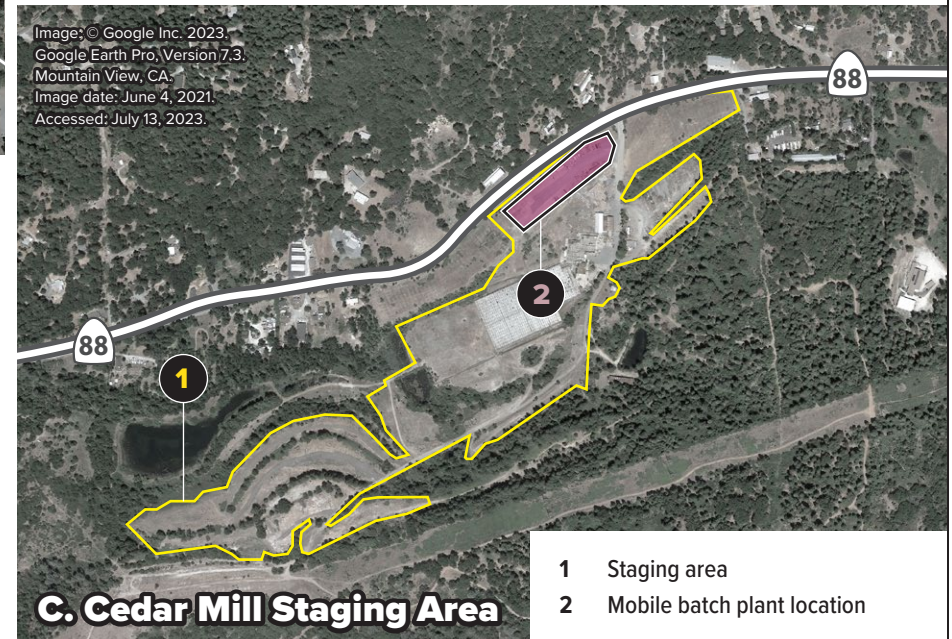 Image: © Google Inc. 2023.
Google Earth Pro, Version 7.3.
Mountain View, CA.
Image date: June 4, 2021.
Accessed: July 13, 2023.
88
2
88
1
1 Staging area
2 Mobile batch plant location
C. Cedar Mill Staging Area